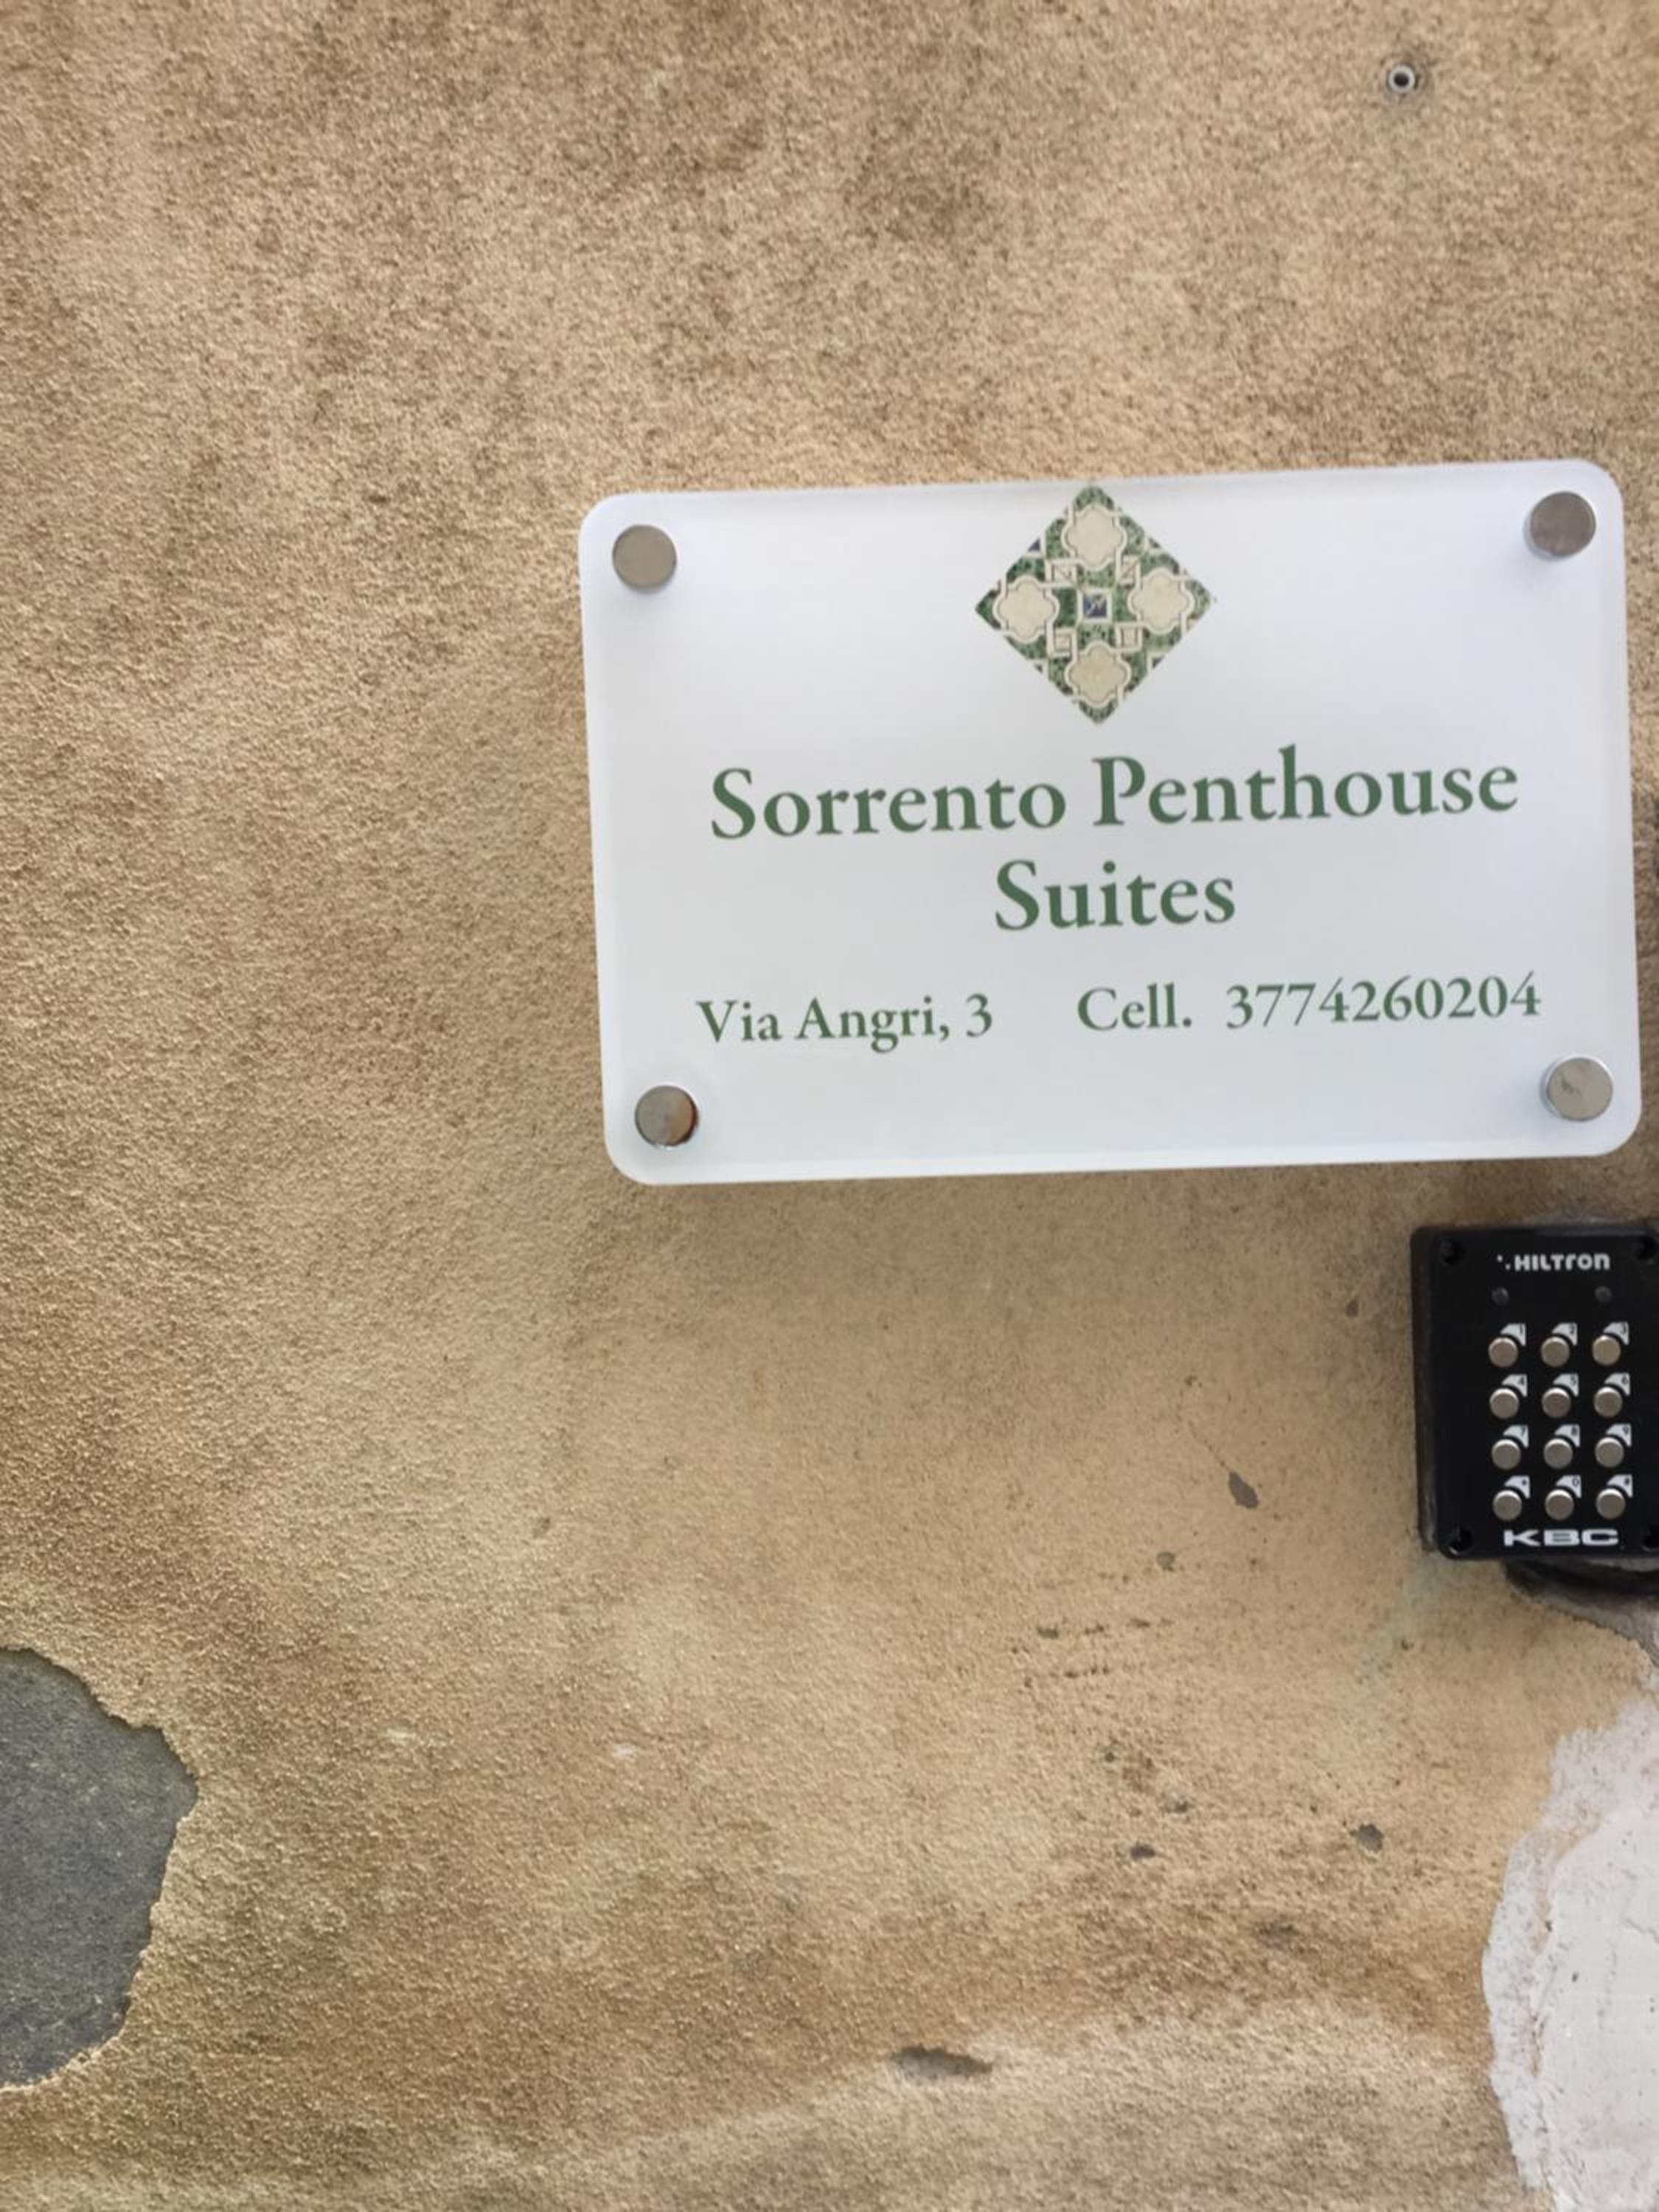 Sorrento Penthouse
Suites
Via Angri, 3 Cell. 3774260204
HILTRON
KBC